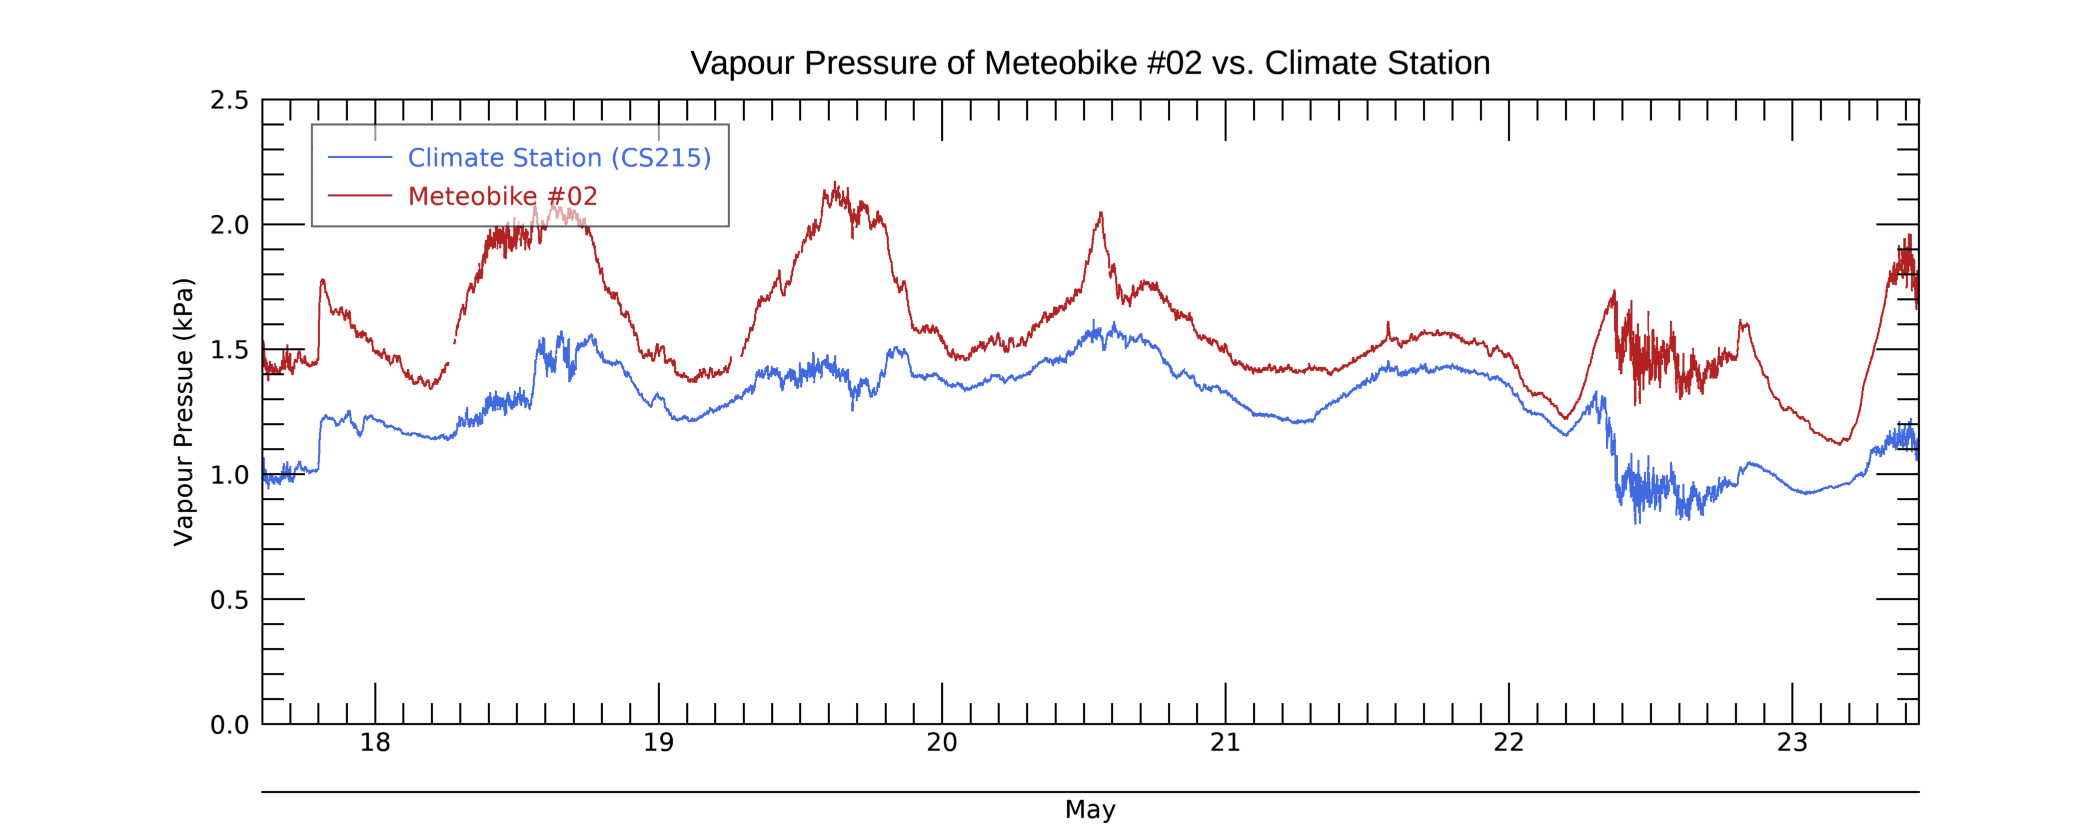 Vapour Pressure of Meteobike #02 vs. Climate Station
Vapour Pressue (kPa)
2.5
2.0
1.5
1.0
0.5
0.0
Climate Station (CS215)
Meteobike #02
18 19 20 21 22 23
May